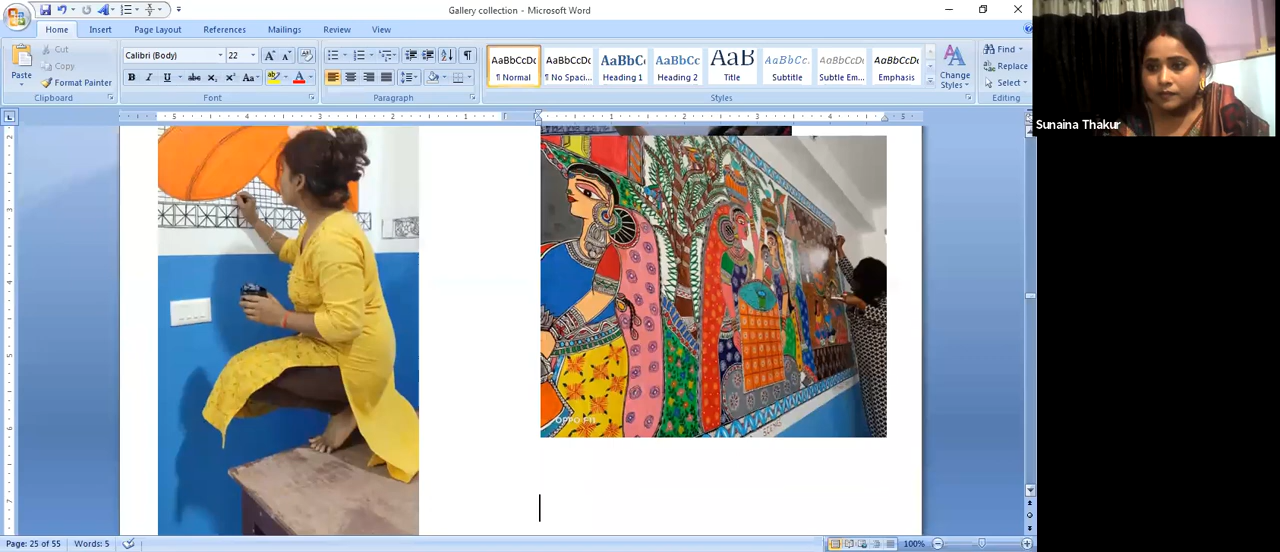 Gallery collection - Microsoft Word
Home Insert Page Layout References Mailings Review View
Paste
Cut
Copy
Format Painter
Clipboard
Calibri (Body) 22
Font
Paragraph
AaBbCcDc
¶ Normal
AaBbCcDc
¶ No Spaci...
AaBbC
Heading 1
AaBbCc
Heading 2
AaB
Title
AaBbCc
Subtitle
AaBbCcDc
Subtle Em...
AaBbCcDc
Emphasis
Change
Styles
Styles
Find
Replace
Select
Editing
Sunaina Thakur
OPPO F11
Page: 25 of 55 Words: 5
100%